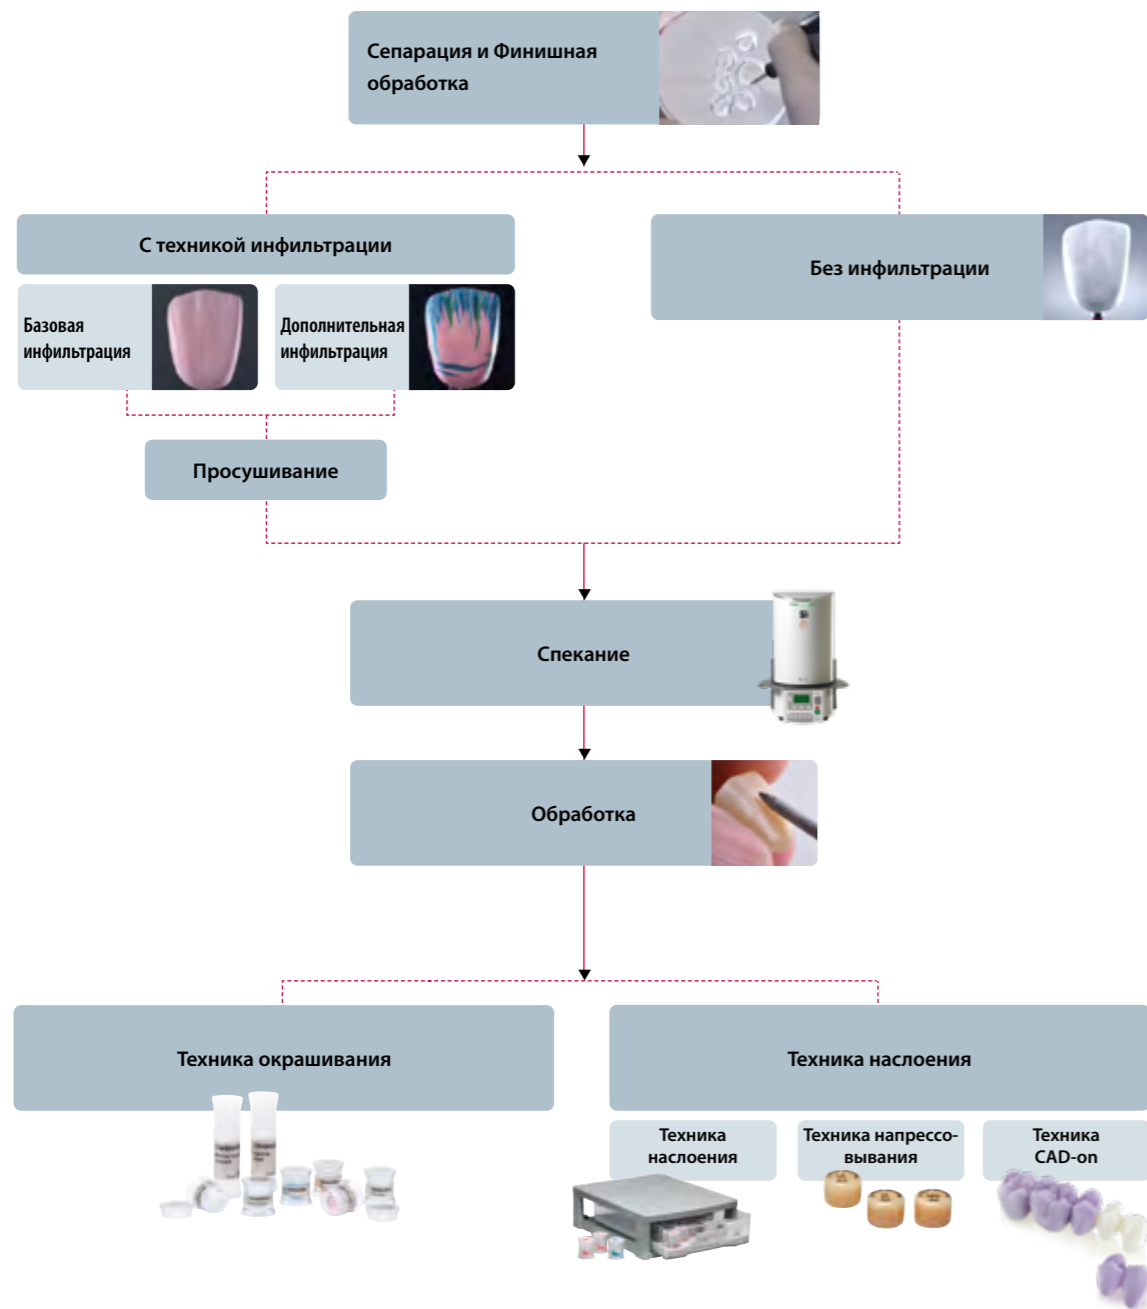 Сепарация и Финишная
обработка
С техникой инфильтрации
Без инфильтрации
Базовая
инфильтрация
Дополнительная
инфильтрация
Просушивание
Спекание
Обработка
Техника окрашивания
Техника наслоения
Техника
наслоения
Техника напрессо-
вывания
Техника
CAD-on